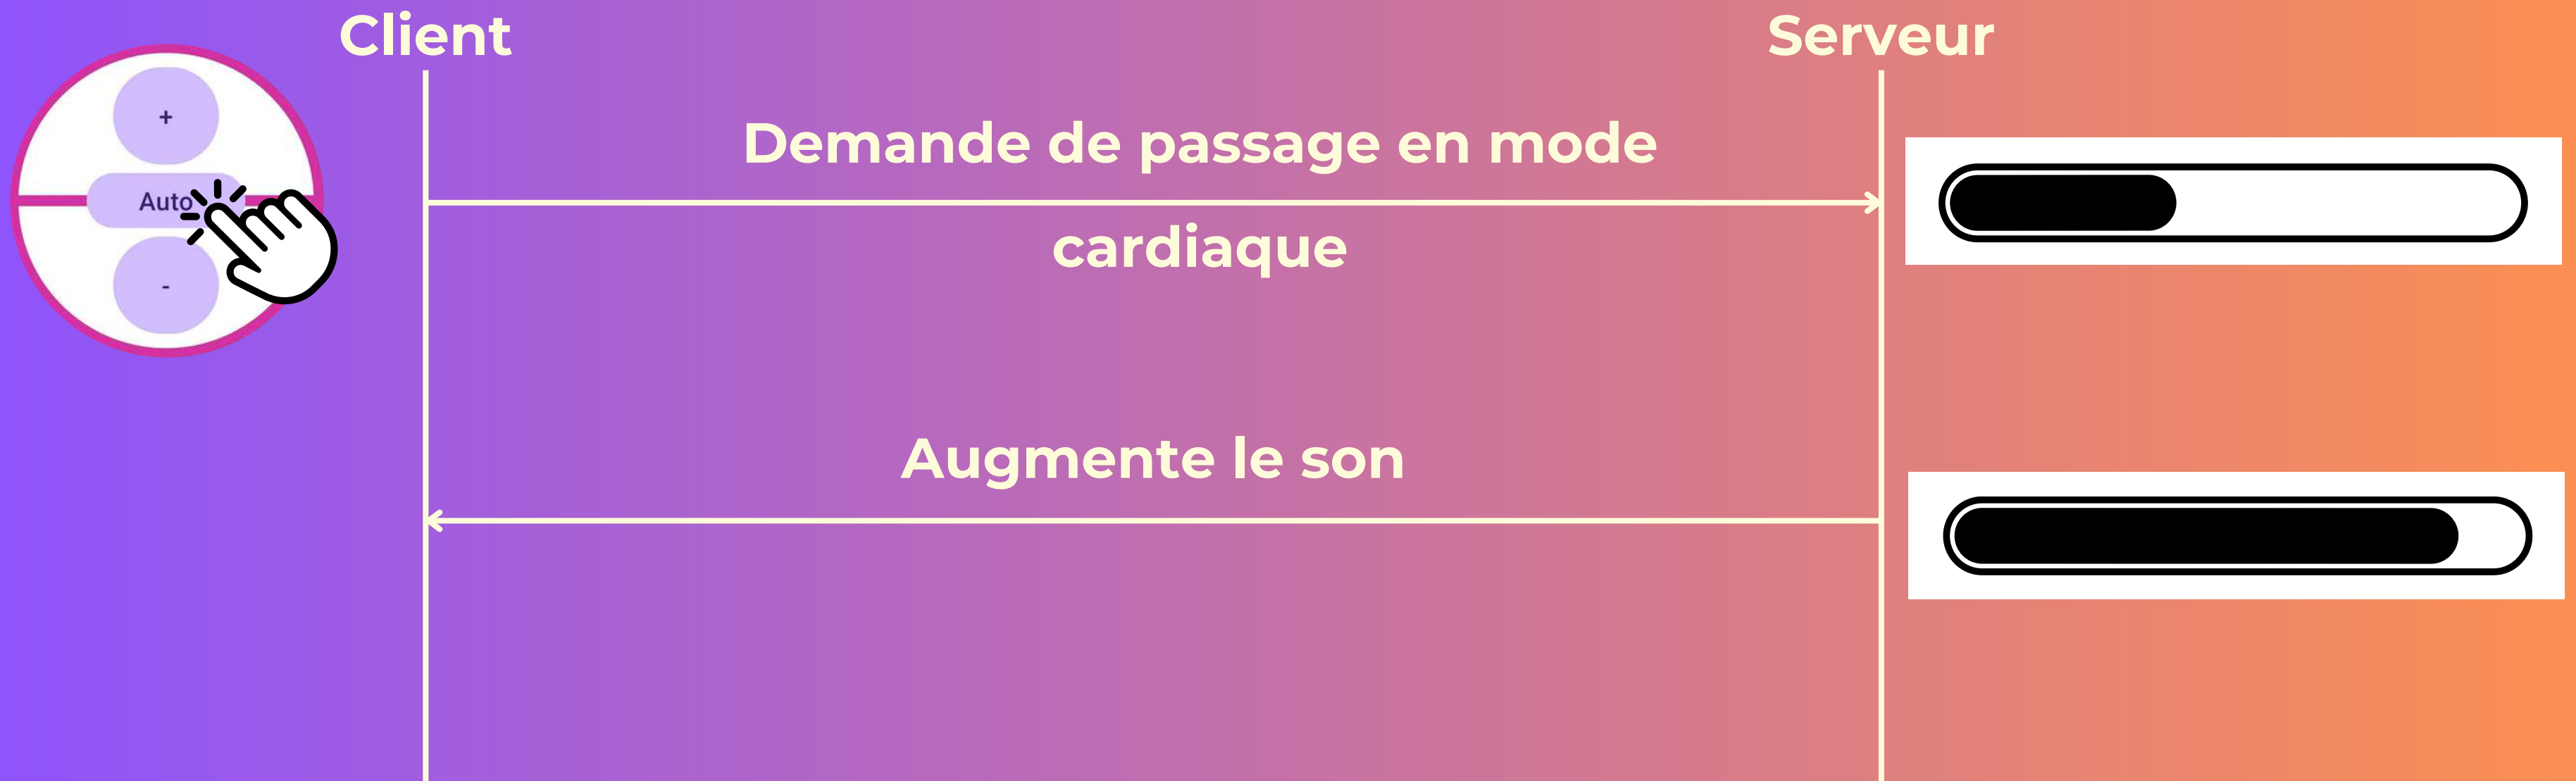 Client
Serveur
+
Auto
-
Demande de passage en mode
cardiaque
Augmente le son